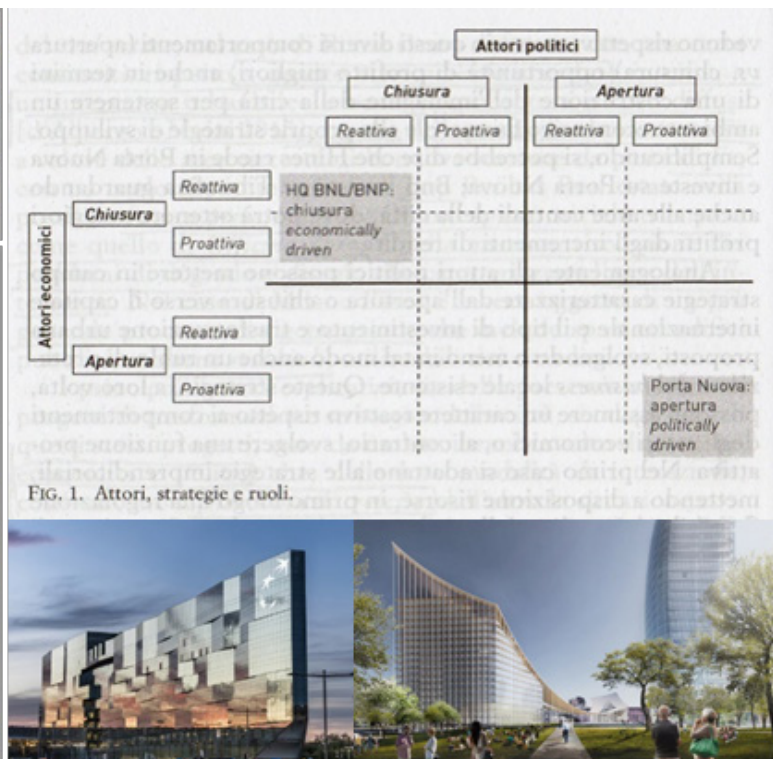 Attori politici
Chiusura
Apertura
Reattiva
Proattiva
Reattiva
Proattiva
Attori economici
Chiusura
Reattiva
Proattiva
HQ BNL/BNP:
chiusura
economically
driven
Apertura
Reattiva
Proattiva
Porta Nuova:
apertura
politically
driven
FIG. 1. Attori, strategie e ruoli.